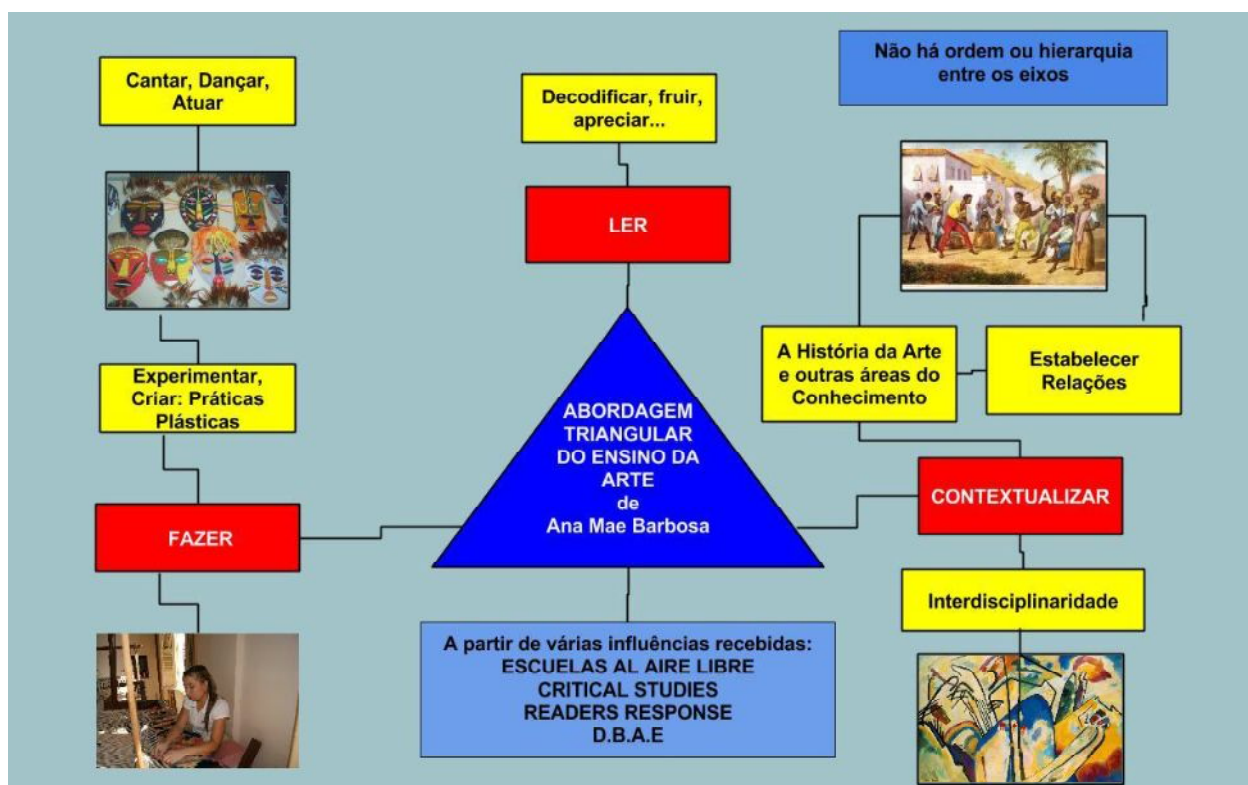 Cantar, Dançar,
Atuar
Decodificar, fruir,
apreciar...
Não há ordem ou hierarquia
entre os eixos
LER
Experimentar,
Criar: Práticas
Plásticas
A História da Arte
e outras áreas do
Conhecimento
Estabelecer
Relações
ABORDAGEM
TRIANGULAR
DO ENSINO DA
ARTE
de
Ana Mae Barbosa
FAZER
CONTEXTUALIZAR
Interdisciplinaridade
A partir de várias influências recebidas:
ESCUELAS AL AIRE LIBRE
CRITICAL STUDIES
READERS RESPONSE
D.B.A.E